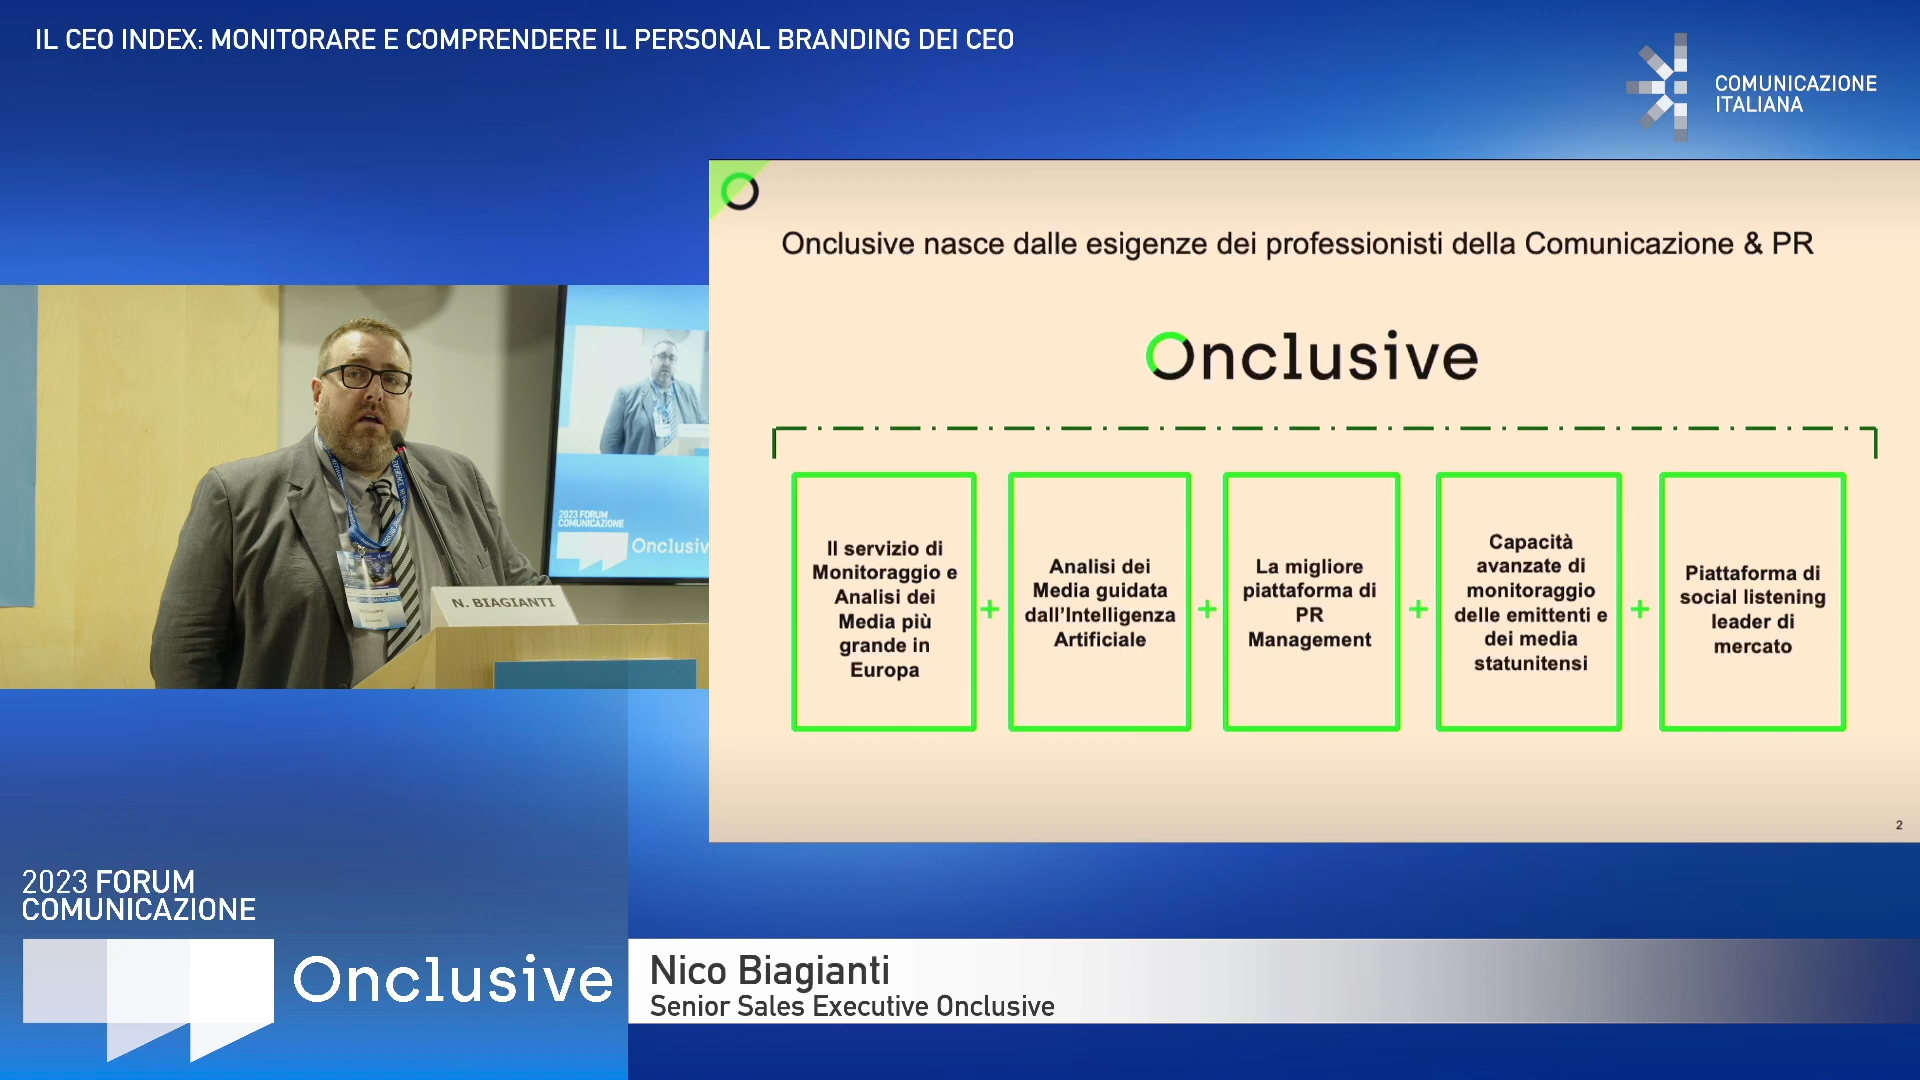 IL CEO INDEX: MONITORARE E COMPRENDERE IL PERSONAL BRANDING DEI CEO
COMUNICAZIONE
ITALIANA
Onclusive nasce dalle esigenze dei professionisti della Comunicazione & PR
Onclusive
Il servizio di
Monitoraggio e
Analisi dei
Media più
grande in
Europa
+
Analisi dei
Media guidata
dall'Intelligenza
Artificiale
+
La migliore
piattaforma di
PR
Management
+
Capacità
avanzate di
monitoraggio
delle emittenti e
dei media
statunitensi
+
Piattaforma di
social listening
leader di
mercato
2
2023 FORUM
COMUNICAZIONE
Onclusiv
N. BIAGIANTI
2023 FORUM
COMUNICAZIONE
Onclusive
Nico Biagianti
Senior Sales Executive Onclusive